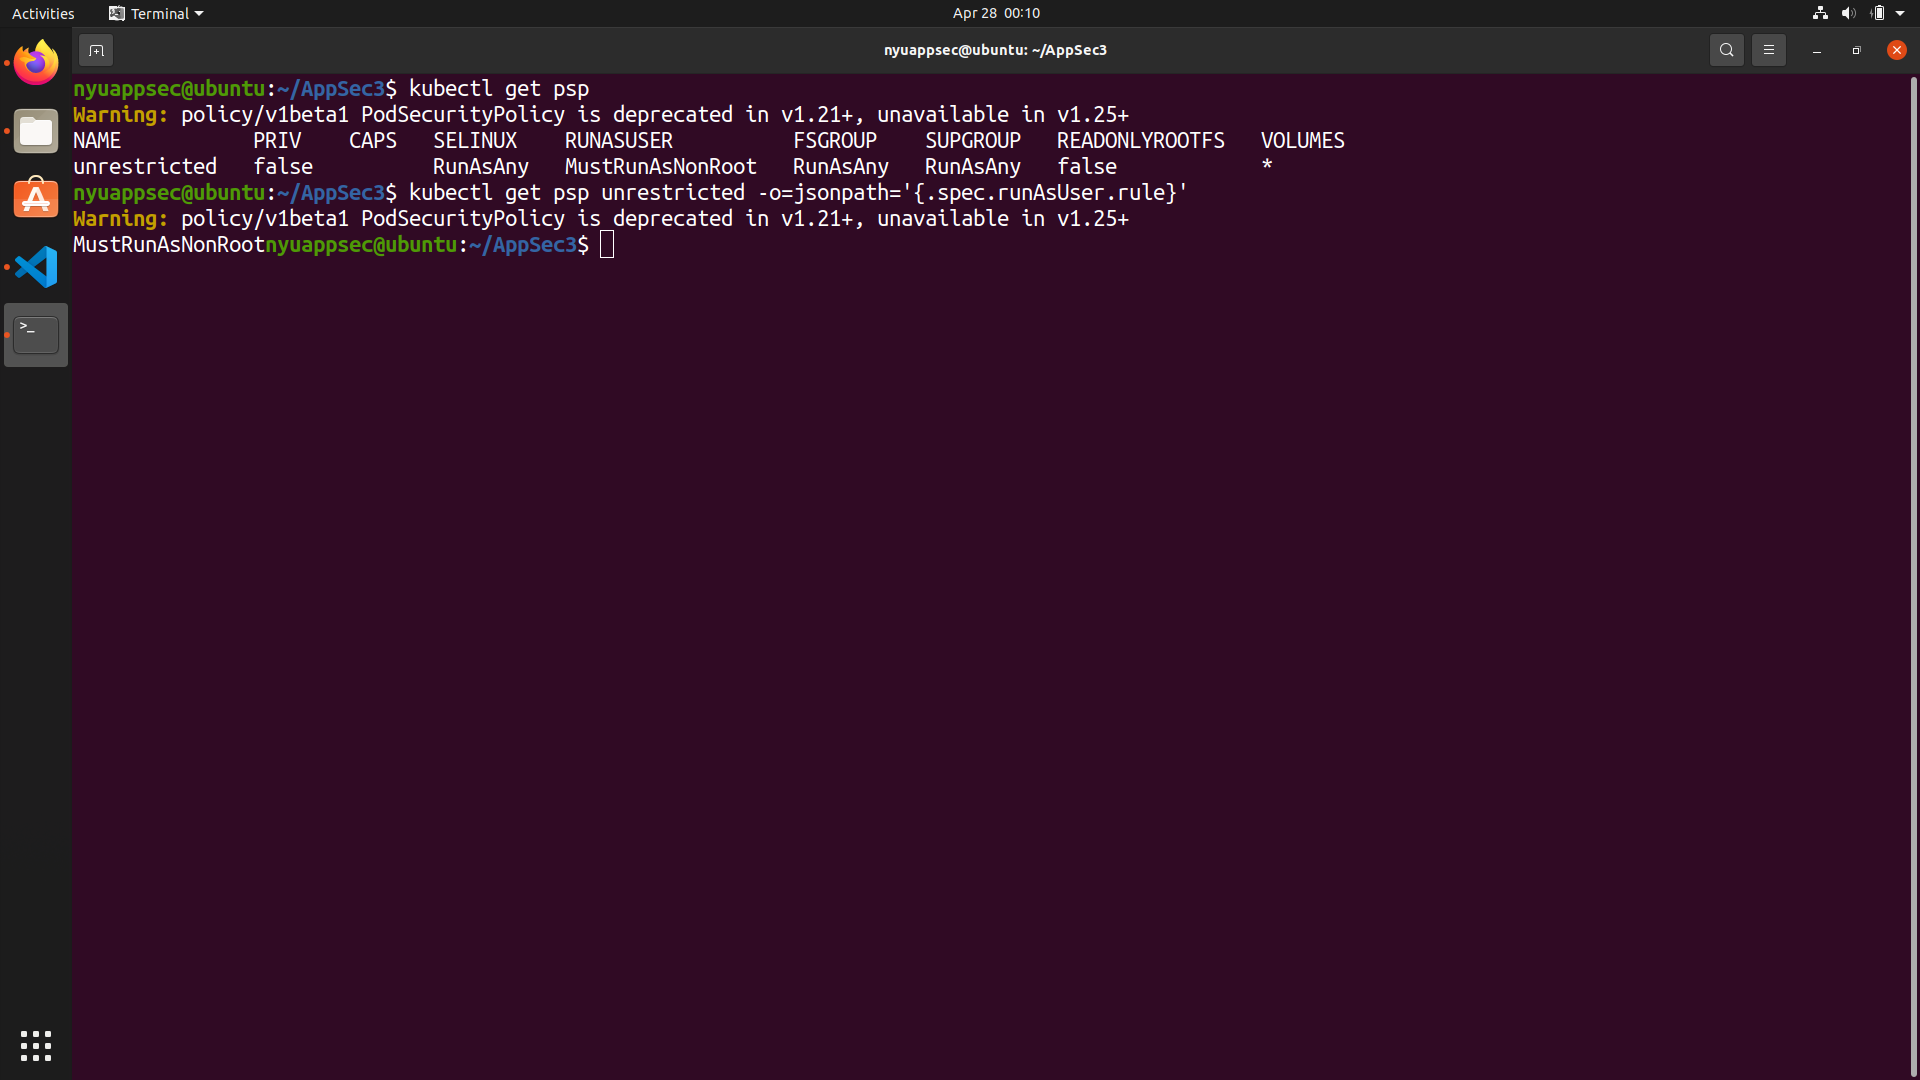 Activities Terminal Apr 28 00:10
nyuappsec@ubuntu: ~/AppSec3
nyuappsec@ubuntu:~/AppSec3$ kubectl get psp
Warning: policy/v1beta1 PodSecurityPolicy is deprecated in v1.21+, unavailable in v1.25+
NAME PRIV CAPS SELINUX RUNASUSER FSGROUP SUPGROUP READONLYROOTFS VOLUMES
unrestricted false RunAsAny MustRunAsNonRoot RunAsAny RunAsAny false *
nyuappsec@ubuntu:~/AppSec3$ kubectl get psp unrestricted -o=jsonpath='{.spec.runAsUser.rule}'
Warning: policy/v1beta1 PodSecurityPolicy is deprecated in v1.21+, unavailable in v1.25+
MustRunAsNonRootnyuappsec@ubuntu:~/AppSec3$